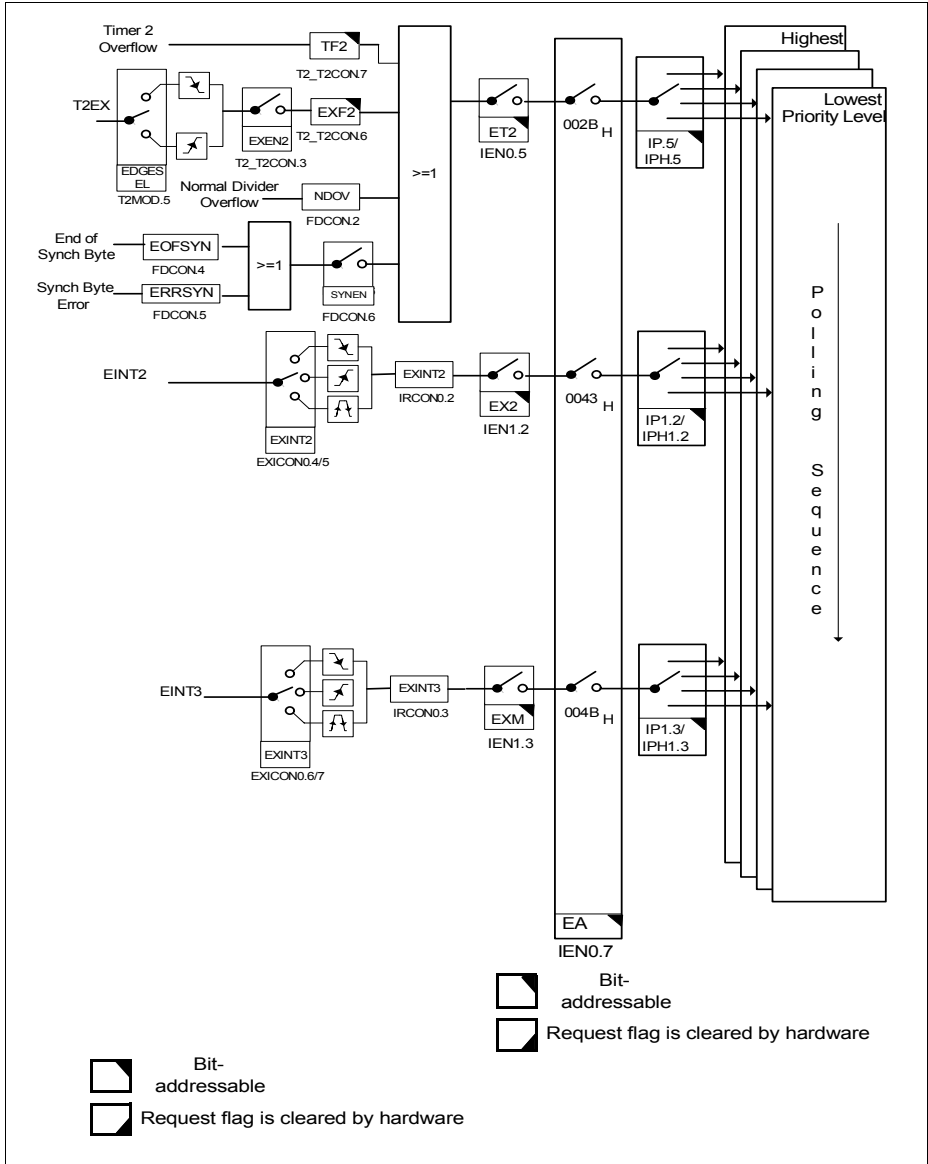 Timer 2
Overflow
TF2
T2_T2CON.7
T2EX
EDGES
EL
T2MOD.5
EXEN2
T2_T2CON.3
EXF2
T2_T2CON.6
Normal Divider
Overflow
NDOV
FDCON.2
End of
Synch Byte
EOFSYN
FDCON.4
Synch Byte
Error
ERRSYN
FDCON.5
>=1
SYNEN
FDCON.6
>=1
ET2
IEN0.5
002B H
IP.5/
IPH.5
Highest
Lowest
Priority Level
EINT2
EXINT2
EXICON0.4/5
EXINT2
IRCON0.2
EX2
IEN1.2
0043 H
IP1.2/
IPH1.2
Polling
Sequence
EINT3
EXINT3
EXICON0.6/7
EXINT3
IRCON0.3
EXM
IEN1.3
004B H
IP1.3/
IPH1.3
EA
IEN0.7
Bit-
addressable
Request flag is cleared by hardware
Bit-
addressable
Request flag is cleared by hardware